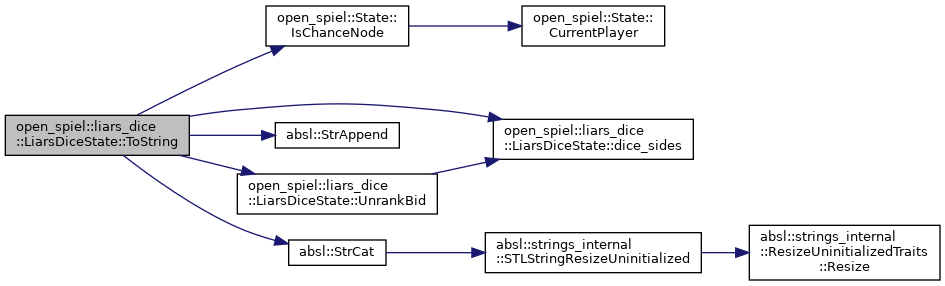 open_spiel::State::
IsChanceNode
open_spiel::State::
CurrentPlayer
open_spiel::liars_dice
::LiarsDiceState::ToString
absl::StrAppend
open_spiel::liars_dice
::LiarsDiceState::dice_sides
open_spiel::liars_dice
::LiarsDiceState::UnrankBid
absl::StrCat
absl::strings_internal
::STLStringResizeUninitialized
absl::strings_internal
::ResizeUninitializedTraits
::Resize